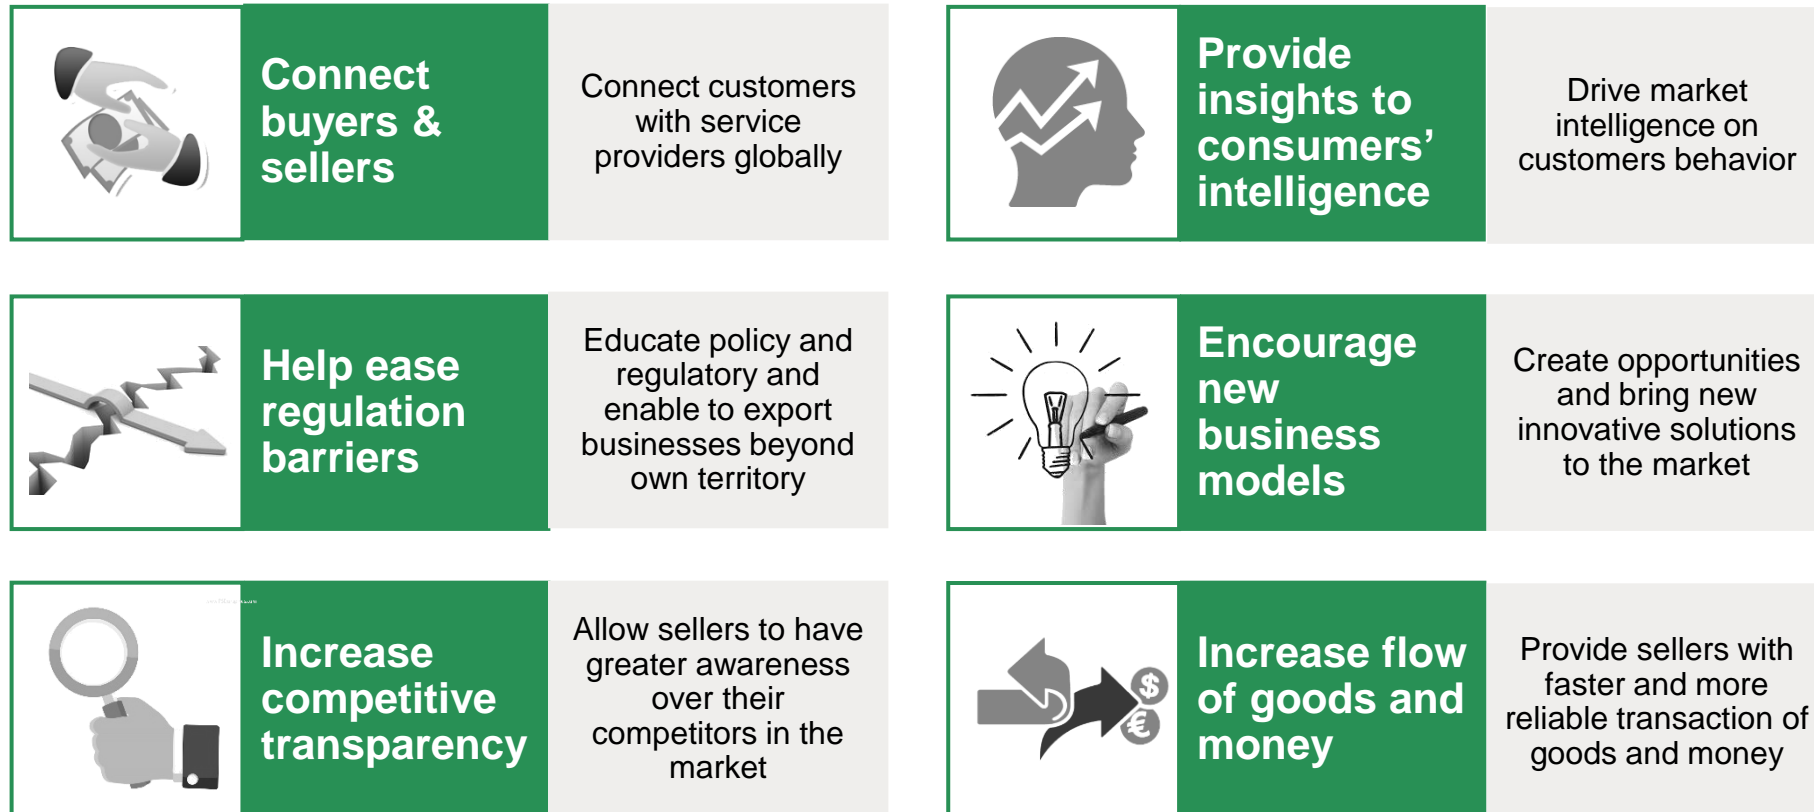 Connect
buyers &
sellers
Connect customers
with service
providers globally
Provide
insights to
consumers’
intelligence
Drive market
intelligence on
customers behavior
Help ease
regulation
barriers
Educate policy and
regulatory and
enable to export
businesses beyond
own territory
Encourage
new
business
models
Create opportunities
and bring new
innovative solutions
to the market
Increase
competitive
transparency
Allow sellers to have
greater awareness
over their
competitors in the
market
$
€
Increase flow
of goods and
money
Provide sellers with
faster and more
reliable transaction of
goods and money